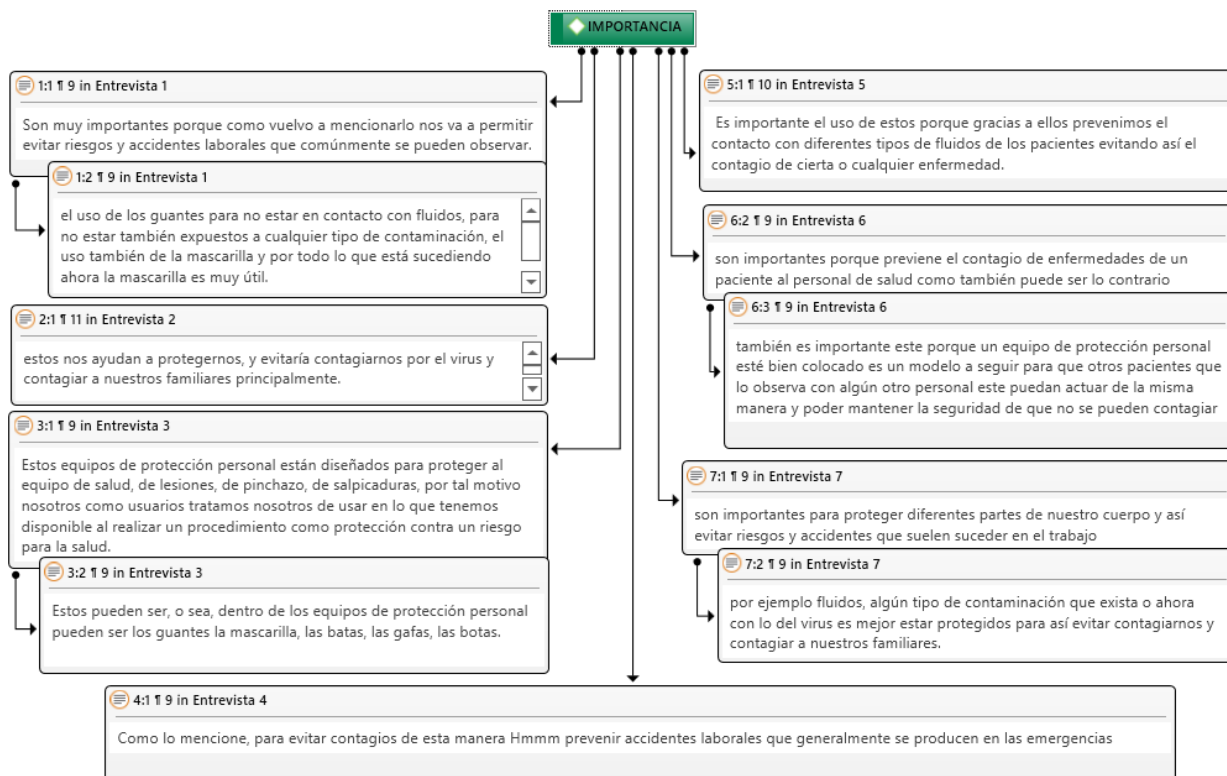 IMPORTANCIA
1:1 ¶ 9 in Entrevista 1
Son muy importantes porque como vuelvo a mencionarlo nos va a permitir
evitar riesgos y accidentes laborales que comúnmente se pueden observar.
1:2 ¶ 9 in Entrevista 1
el uso de los guantes para no estar en contacto con fluidos, para
no estar también expuestos a cualquier tipo de contaminación, el
uso también de la mascarilla y por todo lo que está sucediendo
ahora la mascarilla es muy útil.
2:1 ¶ 11 in Entrevista 2
estos nos ayudan a protegernos, y evitaría contagiarnos por el virus y
contagiar a nuestros familiares principalmente.
3:1 ¶ 9 in Entrevista 3
Estos equipos de protección personal están diseñados para proteger al
equipo de salud, de lesiones, de pinchazo, de salpicaduras, por tal motivo
nosotros como usuarios tratamos nosotros de usar en lo que tenemos
disponible al realizar un procedimiento como protección contra un riesgo
para la salud.
3:2 ¶ 9 in Entrevista 3
Estos pueden ser, o sea, dentro de los equipos de protección personal
pueden ser los guantes la mascarilla, las batas, las gafas, las botas.
5:1 ¶ 10 in Entrevista 5
Es importante el uso de estos porque gracias a ellos prevenimos el
contacto con diferentes tipos de fluidos de los pacientes evitando así el
contagio de cierta o cualquier enfermedad.
6:2 ¶ 9 in Entrevista 6
son importantes porque previene el contagio de enfermedades de un
paciente al personal de salud como también puede ser lo contrario
6:3 ¶ 9 in Entrevista 6
también es importante este porque un equipo de protección personal
esté bien colocado es un modelo a seguir para que otros pacientes que
lo observa con algún otro personal este puedan actuar de la misma
manera y poder mantener la seguridad de que no se pueden contagiar
7:1 ¶ 9 in Entrevista 7
son importantes para proteger diferentes partes de nuestro cuerpo y así
evitar riesgos y accidentes que suelen suceder en el trabajo
7:2 ¶ 9 in Entrevista 7
por ejemplo fluidos, algún tipo de contaminación que exista o ahora
con lo del virus es mejor estar protegidos para así evitar contagiarnos y
contagiar a nuestros familiares.
4:1 ¶ 9 in Entrevista 4
Como lo mencione, para evitar contagios de esta manera Hmmm prevenir accidentes laborales que generalmente se producen en las emergencias